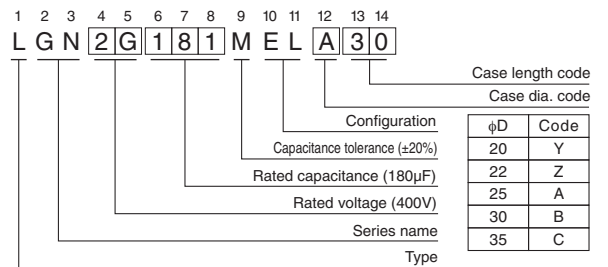 1 2 3 4 5 6 7 8 9 10 11 12 13 14
L G N 2 G 1 8 1 M E L A 3 0
Case length code
Case dia. code
Configuration
Capacitance tolerance (±20%)
Rated capacitance (180µF)
Rated voltage (400V)
Series name
Type
ϕD Code
20 Y
22 Z
25 A
30 B
35 C